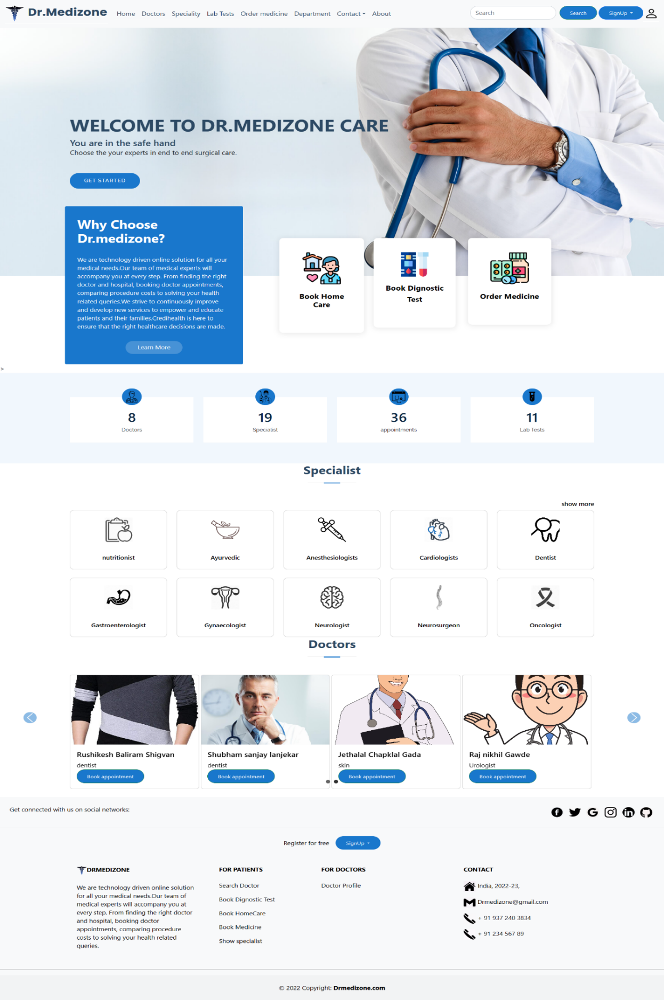 Dr.Medizone
Home Doctors Speciality Lab Tests Order medicine Department Contact About
Search
Search
SignUp
WELCOME TO DR.MEDIZONE CARE
You are in the safe hand
Choose the your experts in end to end surgical care.
GET STARTED
Why Choose
Dr.medizone?
We are technology driven online solution for all your
medical needs.Our team of medical experts will
accompany you at every step. From finding the right
doctor and hospital, booking doctor appointments,
comparing procedure costs to solving your health
related queries.We strive to continuously improve
and develop new services to empower and educate
patients and their families.Credihealth is here to
ensure that the right healthcare decisions are made.
Learn More
Book Home
Care
Book Dignostic
Test
Order Medicine
>
8
Doctors
19
Specialist
36
appointments
11
Lab Tests
Specialist
show more
nutritionist
Ayurvedic
Anesthesiologists
Cardiologists
Dentist
Gastroenterologist
Gynaecologist
Neurologist
Neurosurgeon
Oncologist
Doctors
Rushikesh Baliram Shigvan
dentist
Book appointment
Shubham sanjay lanjekar
dentist
Book appointment
Jethalal Chapklal Gada
skin
Book appointment
Raj nikhil Gawde
Urologist
Book appointment
Get connected with us on social networks:
Register for free SignUp
DRMEDIZONE
We are technology driven online solution
for all your medical needs.Our team of
medical experts will accompany you at
every step. From finding the right doctor
and hospital, booking doctor
appointments, comparing procedure
costs to solving your health related
queries.
FOR PATIENTS
Search Doctor
Book Dignostic Test
Book HomeCare
Book Medicine
Show specialist
FOR DOCTORS
Doctor Profile
CONTACT
India, 2022-23,
Drmedizone@gmail.com
+ 91 937 240 3834
+ 91 234 567 89
© 2022 Copyright: Drmedizone.com